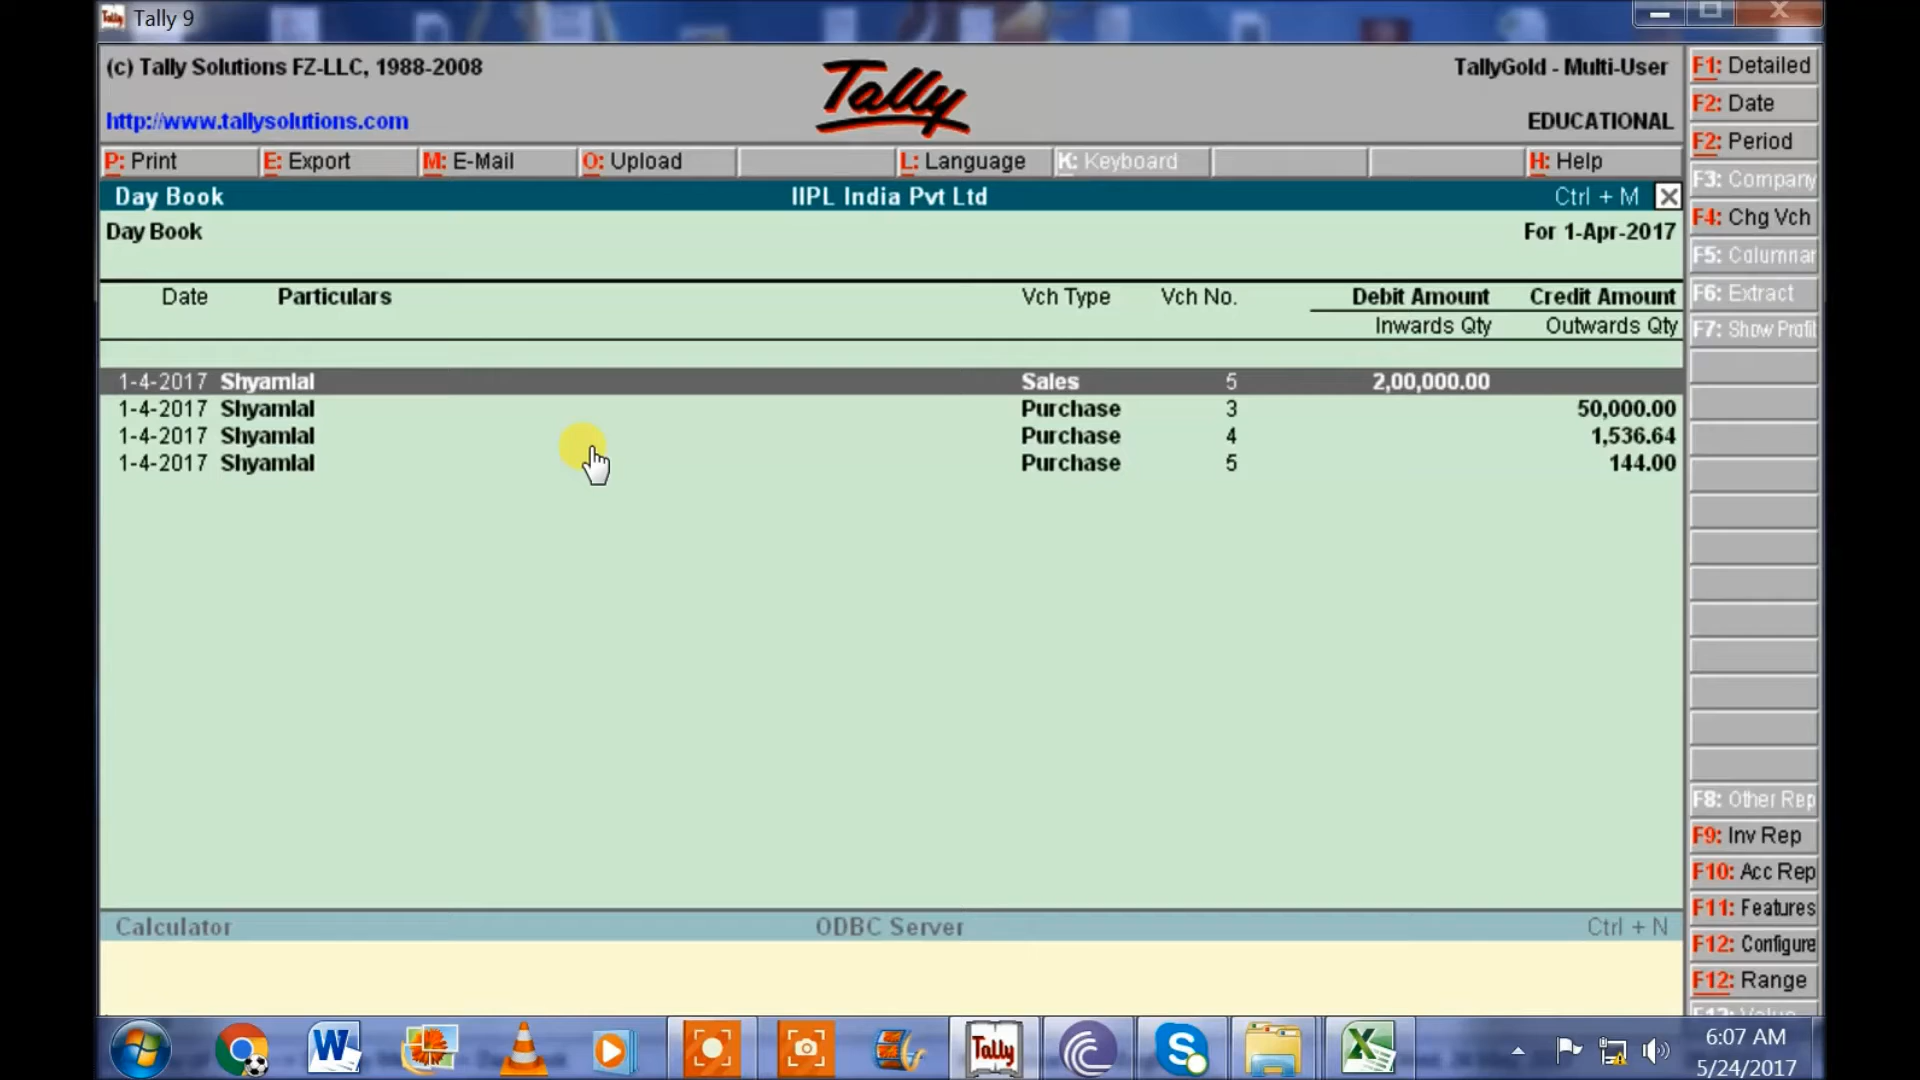 Tally 9
(c) Tally Solutions FZ-LLC, 1988-2008
Tally
TallyGold - Multi-User
http://www.tallysolutions.com
EDUCATIONAL
P: Print E: Export M: E-Mail O: Upload L: Language K: Keyboard H: Help
Day Book IIPL India Pvt Ltd Ctrl + M
Day Book For 1-Apr-2017
Date Particulars Vch Type Vch No. Debit Amount Credit Amount
Inwards Qty Outwards Qty
1-4-2017 Shyamlal Sales 5 2,00,000.00
1-4-2017 Shyamlal Purchase 3 50,000.00
1-4-2017 Shyamlal Purchase 4 1,536.64
1-4-2017 Shyamlal Purchase 5 144.00
F1: Detailed
F2: Date
F2: Period
F3: Company
F4: Chg Vch
F5: Columnar
F6: Extract
F7: Show Profit
F8: Other Rep
F9: Inv Rep
F10: Acc Rep
F11: Features
F12: Configure
F12: Range
F12: Value
Calculator ODBC Server Ctrl + N
Tally
6:07 AM
5/24/2017